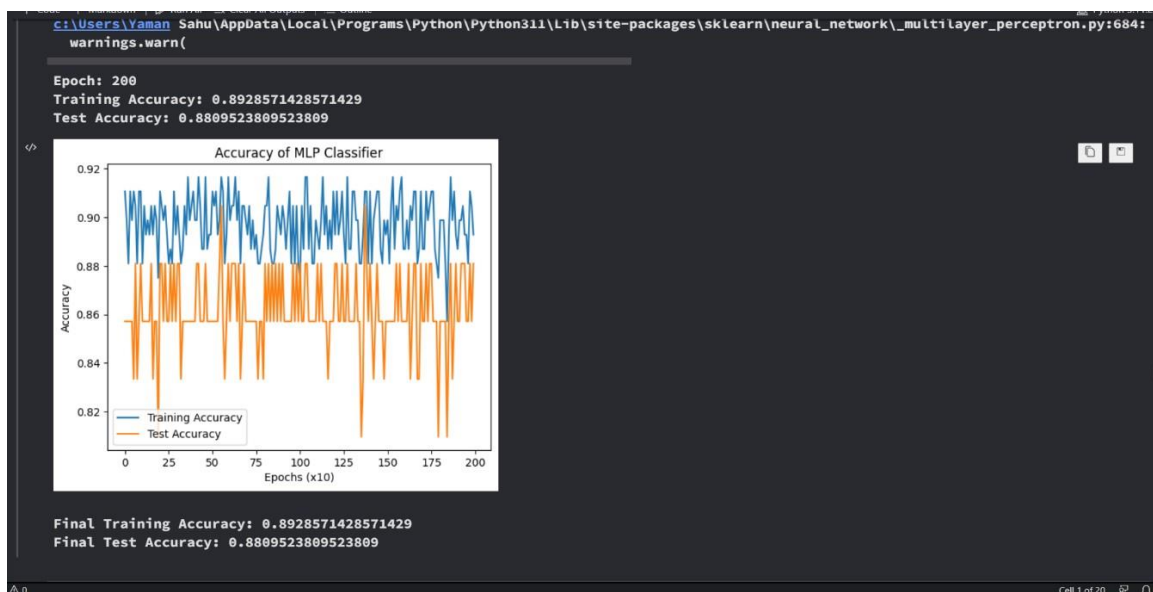 c:\Users\Yaman Sahu\AppData\Local\Programs\Python\Python311\Lib\site-packages\sklearn\neural_network\_multilayer_perceptron.py:684:
warnings.warn(
Epoch: 200
Training Accuracy: 0.8928571428571429
Test Accuracy: 0.8809523809523809
Accuracy of MLP Classifier
0.92
0.90
0.88
0.86
0.84
0.82
Accuracy
Training Accuracy
Test Accuracy
0 25 50 75 100 125 150 175 200
Epochs (x10)
Final Training Accuracy: 0.8928571428571429
Final Test Accuracy: 0.8809523809523809
0
Cell 1 of 20